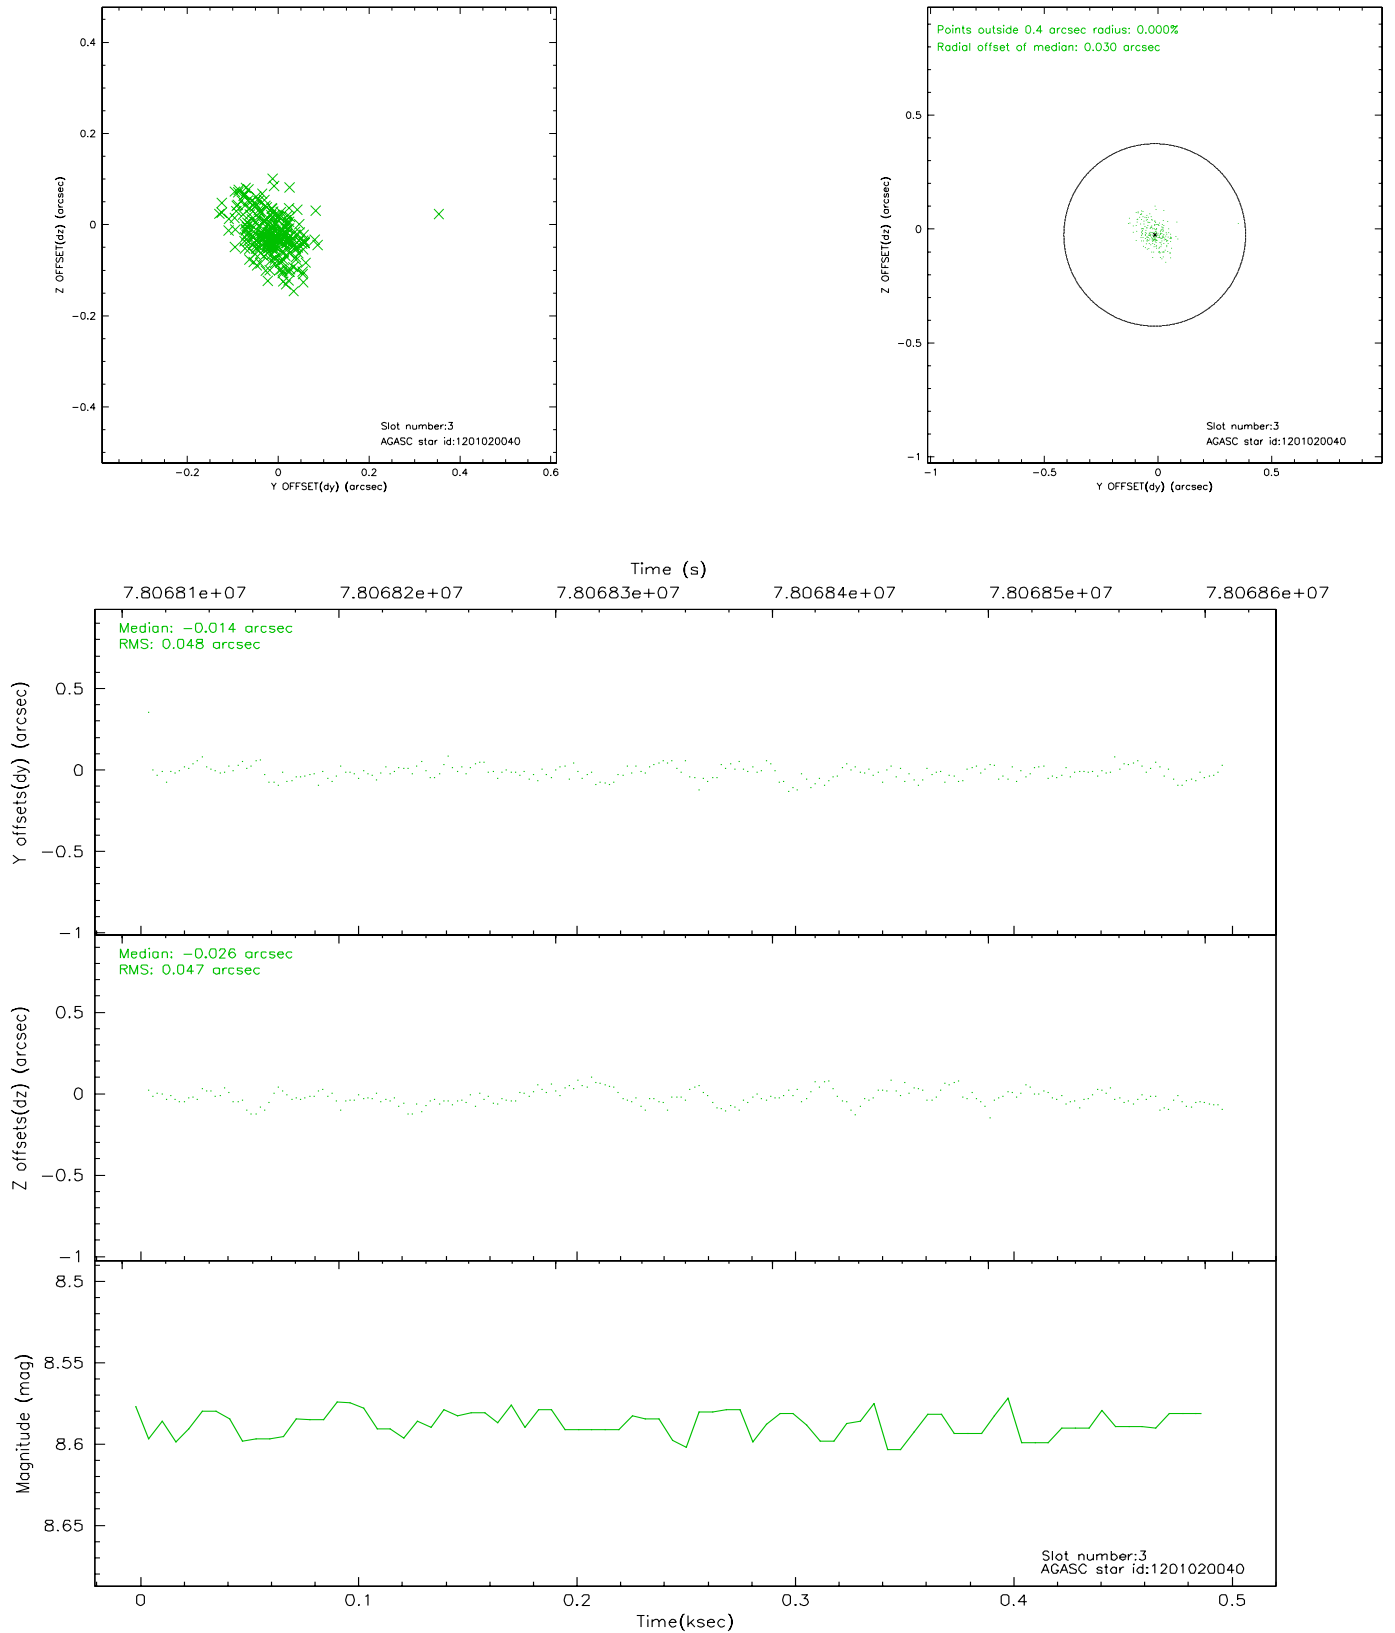 0.4
0.2
0
-0.2
-0.4
Z OFFSET(dz) (arcsec)
Slot number:3
AGASC star id:1201020040
-0.2 0 0.2 0.4 0.6
Y OFFSET(dy) (arcsec)
Points outside 0.4 arcsec radius: 0.000%
Radial offset of median: 0.030 arcsec
0.5
0
-0.5
-1
Z OFFSET(dz) (arcsec)
Slot number:3
AGASC star id:1201020040
-1 -0.5 0 0.5
Y OFFSET(dy) (arcsec)
Time (s)
7.80681e+07 7.80682e+07 7.80683e+07 7.80684e+07 7.80685e+07 7.80686e+07
Median: -0.014 arcsec
RMS: 0.048 arcsec
0.5
0
-0.5
-1
Y offsets(dy) (arcsec)
Median: -0.026 arcsec
RMS: 0.047 arcsec
0.5
0
-0.5
-1
Z offsets(dz) (arcsec)
8.5
8.55
8.6
8.65
Magnitude (mag)
Slot number:3
AGASC star id:1201020040
0 0.1 0.2 0.3 0.4 0.5
Time(ksec)